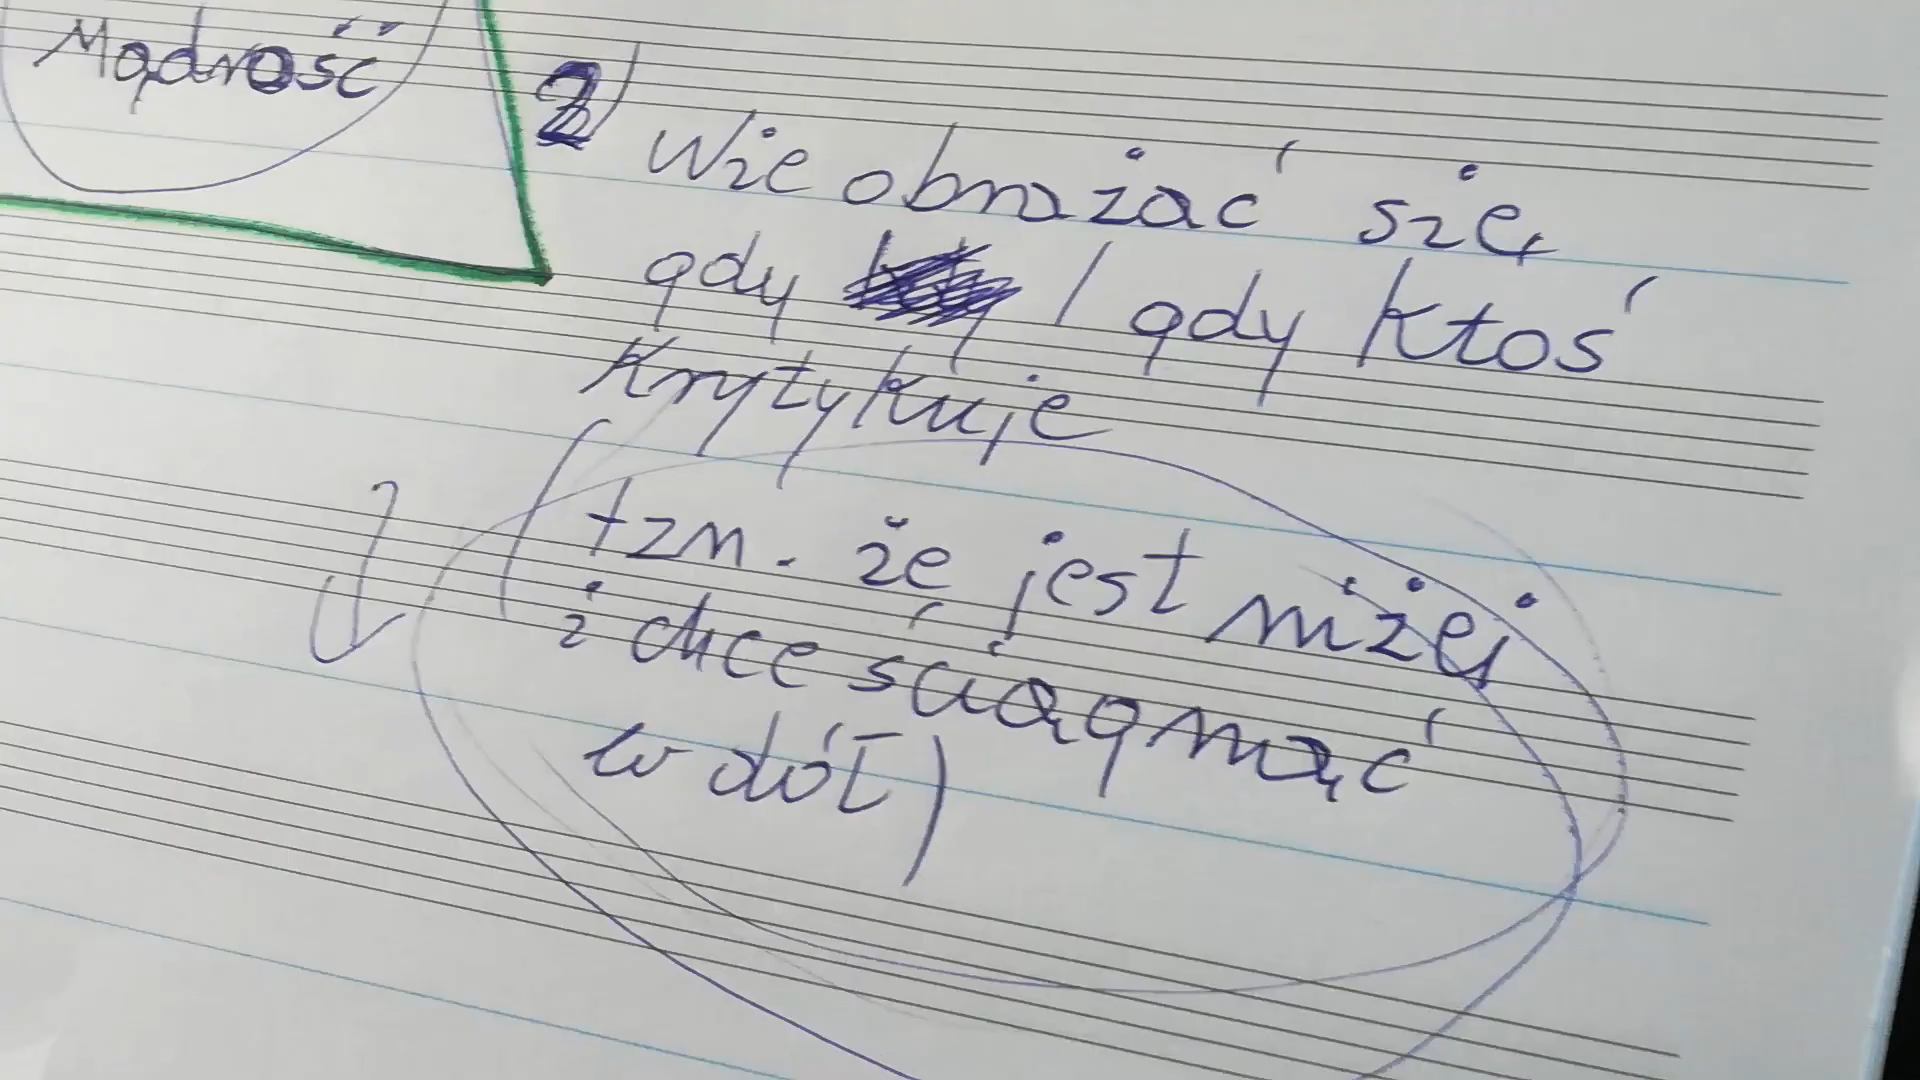 Mądrość
2) Nie obrażać się
gdy / gdy ktoś
krytykuje
(tzn. że jest niżej
i chce ściągnąć
w dół)